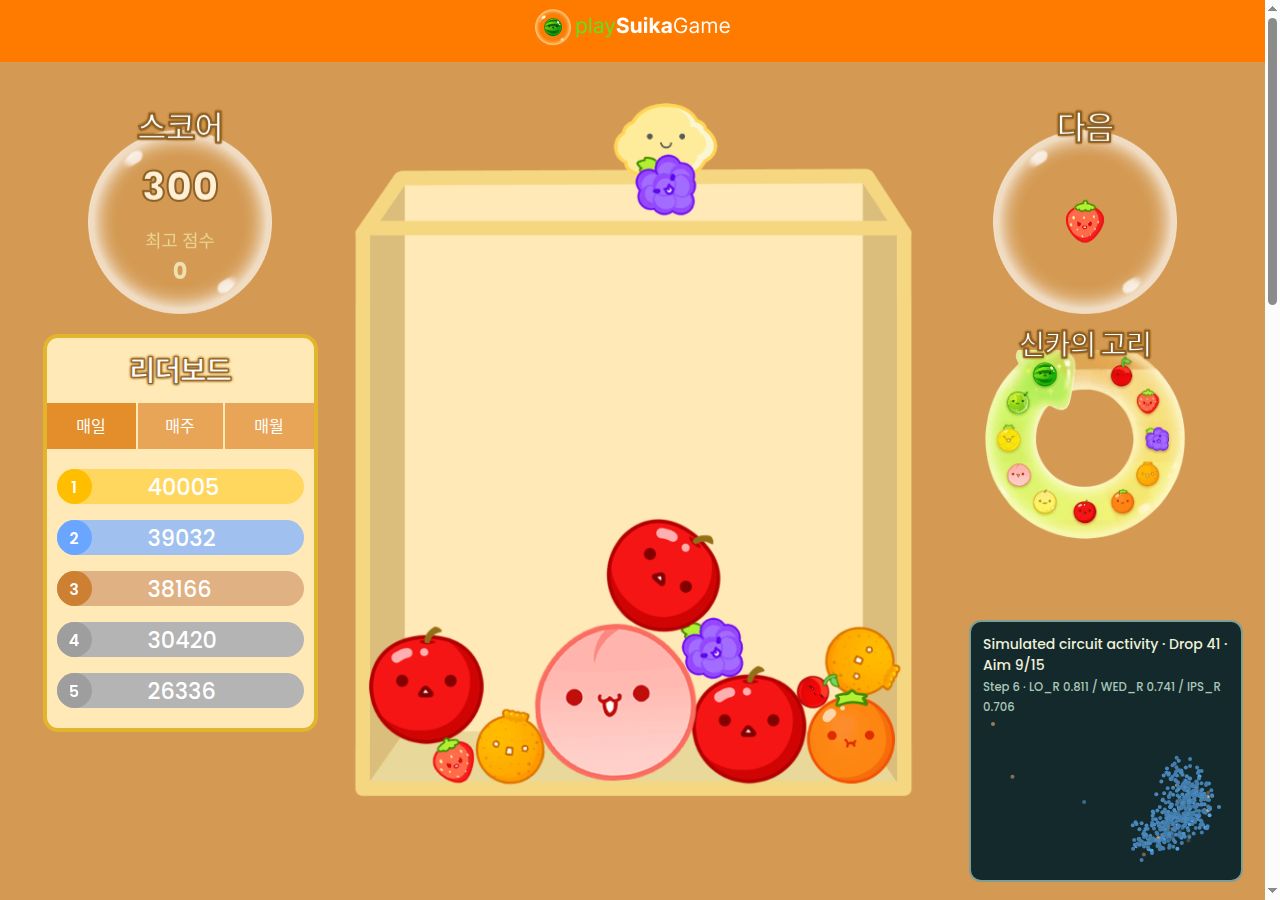 playSuikaGame
스코어
300
최고 점수
0
다음
리더보드
매일 매주 매월
1 40005
2 39032
3 38166
4 30420
5 26336
신카의 고리
Simulated circuit activity · Drop 41 ·
Aim 9/15
Step 6 · LO_R 0.811 / WED_R 0.741 / IPS_R
0.706